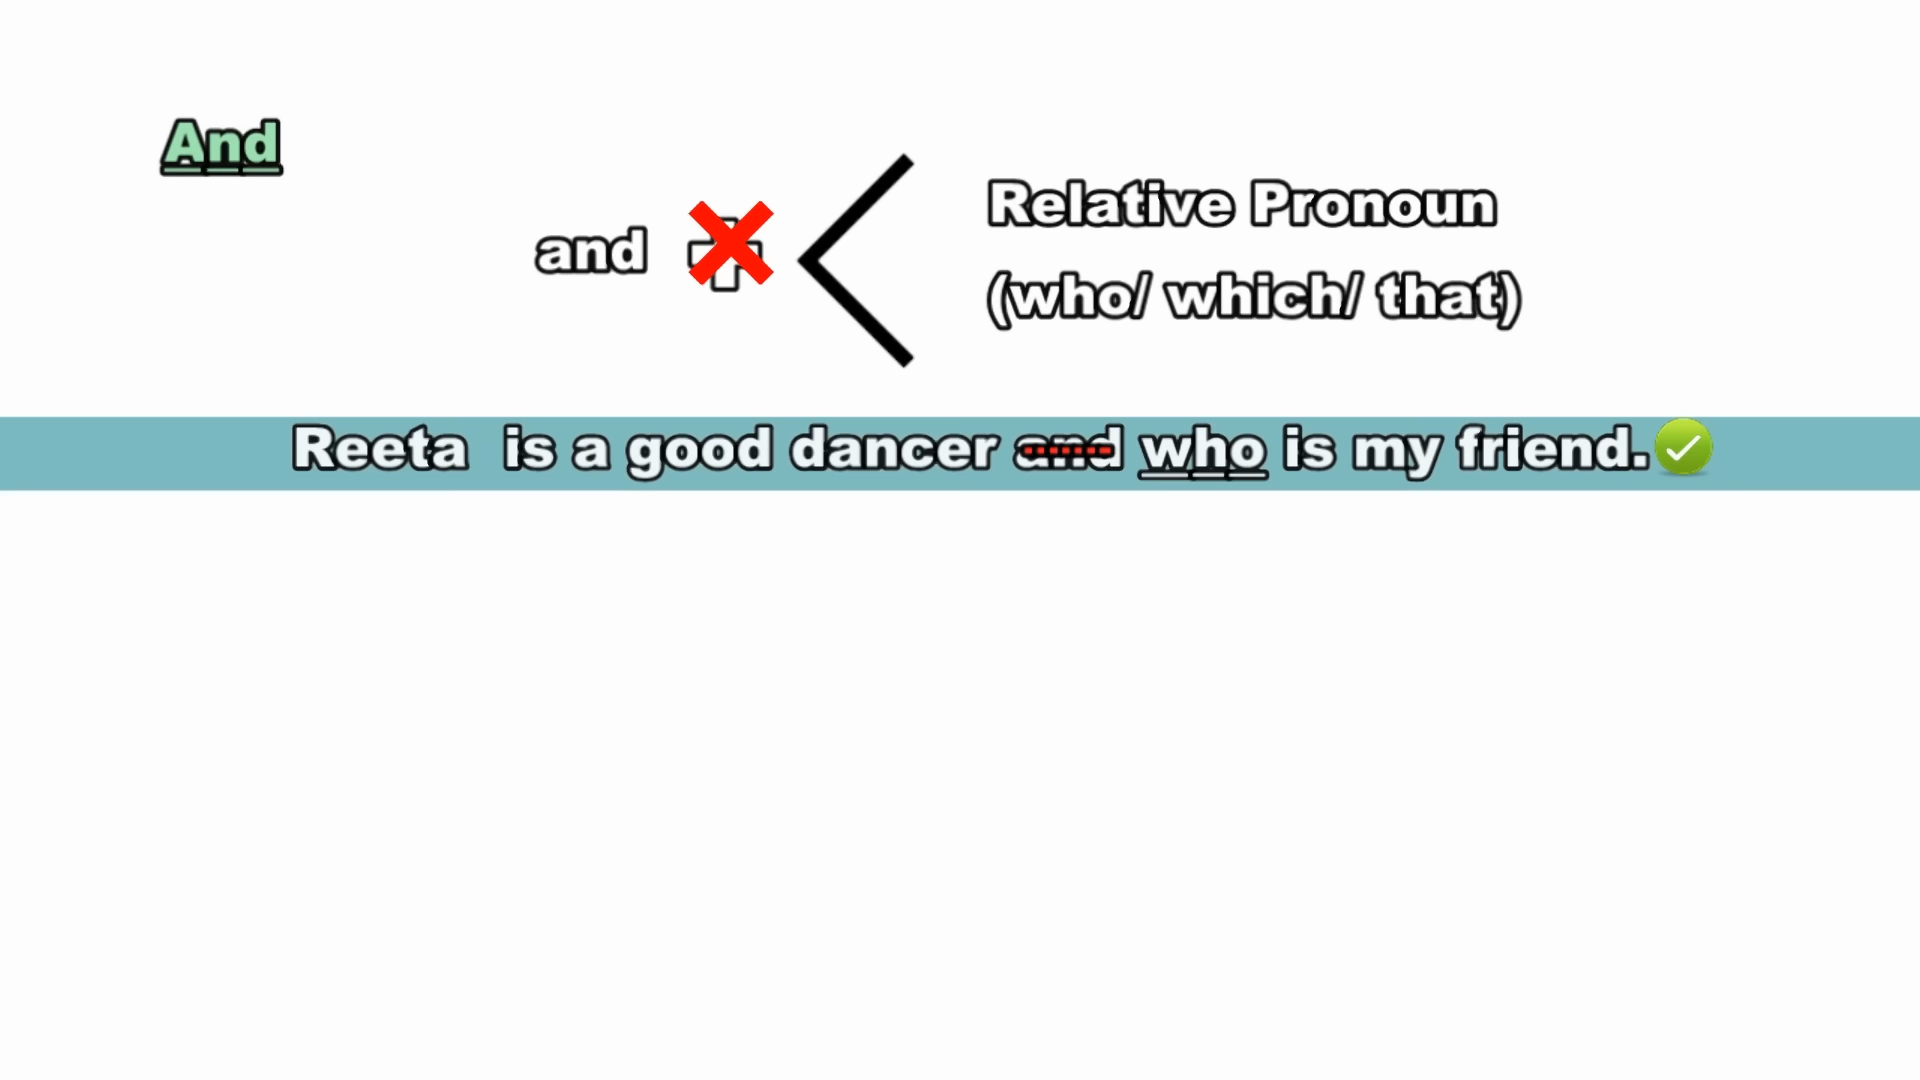 And
and +
Relative Pronoun
(who/ which/ that)
Reeta is a good dancer and who is my friend.